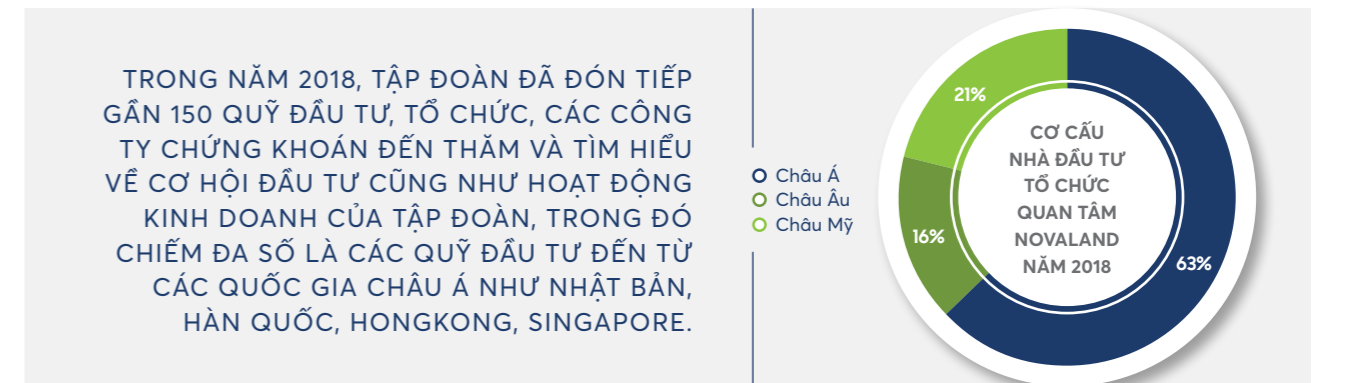 TRONG NĂM 2018, TẬP ĐOÀN ĐÃ ĐÓN TIẾP
GẦN 150 QUỸ ĐẦU TƯ, TỔ CHỨC, CÁC CÔNG
TY CHỨNG KHOÁN ĐẾN THĂM VÀ TÌM HIỂU
VỀ CƠ HỘI ĐẦU TƯ CŨNG NHƯ HOẠT ĐỘNG
KINH DOANH CỦA TẬP ĐOÀN, TRONG ĐÓ
CHIẾM ĐA SỐ LÀ CÁC QUỸ ĐẦU TƯ ĐẾN TỪ
CÁC QUỐC GIA CHÂU Á NHƯ NHẬT BẢN,
HÀN QUỐC, HONGKONG, SINGAPORE.
Châu Á
Châu Âu
Châu Mỹ
21%
16%
63%
CƠ CẤU
NHÀ ĐẦU TƯ
TỔ CHỨC
QUAN TÂM
NOVALAND
NĂM 2018